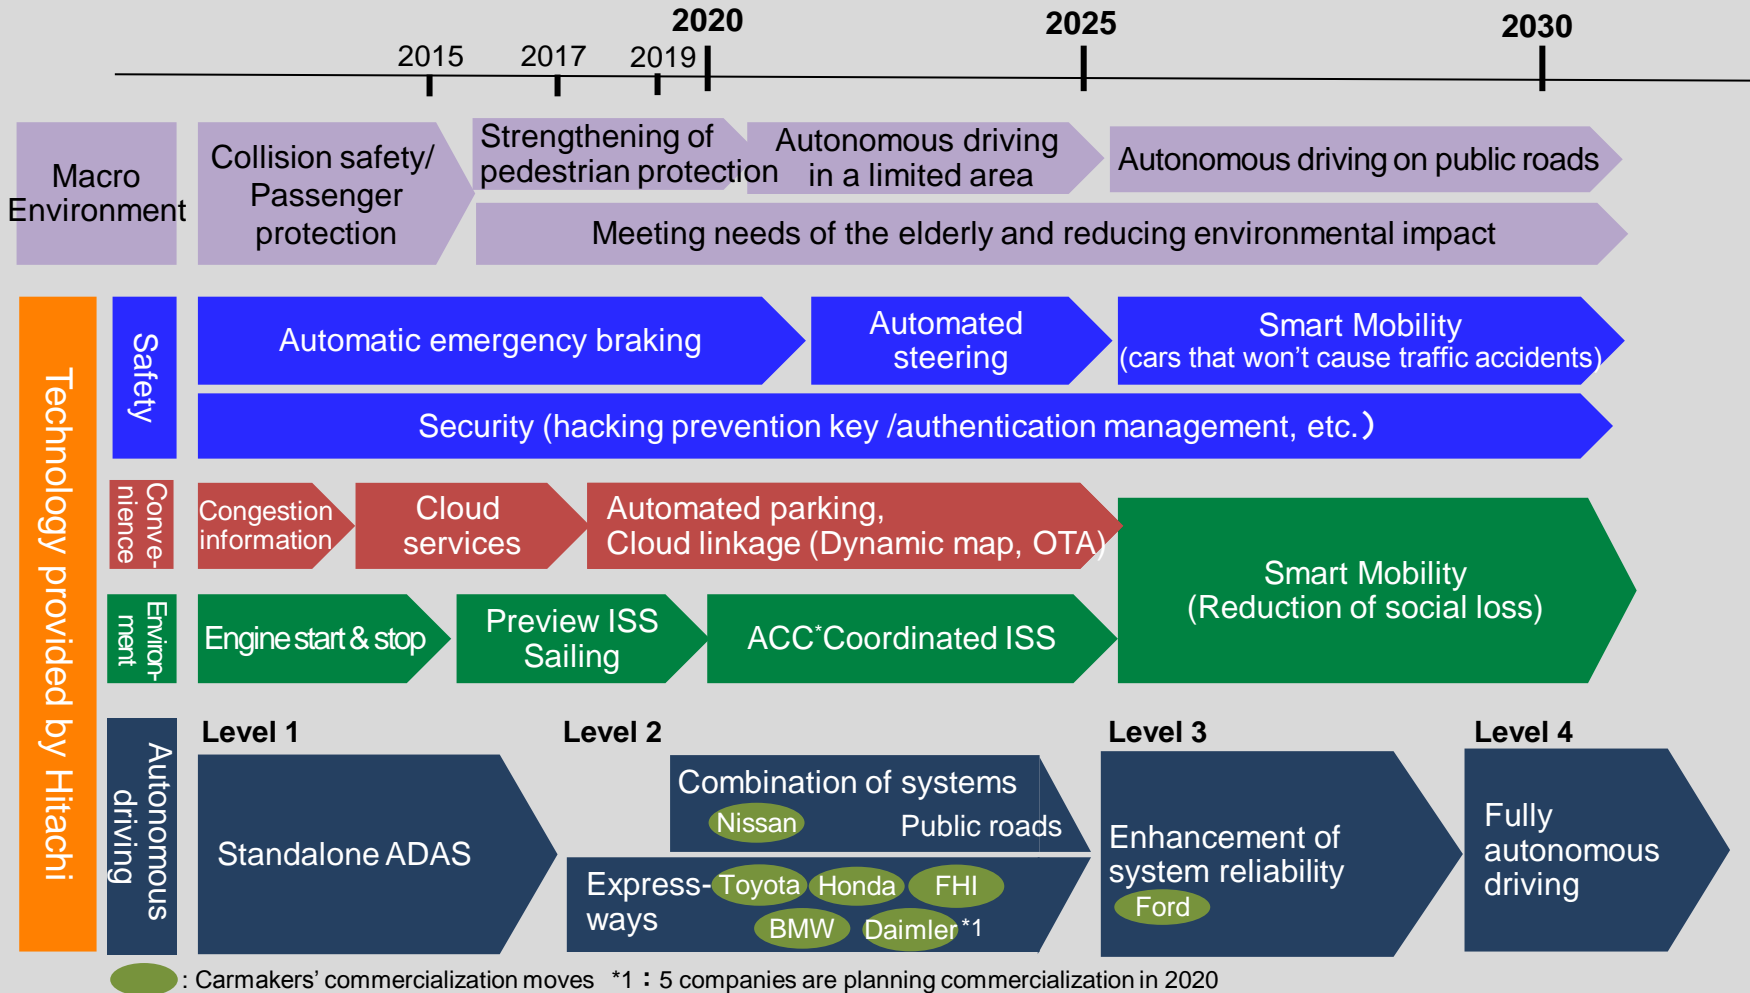 2020
2025
2030
2015
2017
2019
Macro
Environment
Collision safety/
Passenger
protection
Strengthening of
pedestrian protection
Autonomous driving
in a limited area
Autonomous driving on public roads
Meeting needs of the elderly and reducing environmental impact
Technology provided by Hitachi
Safety
Automatic emergency braking
Automated
steering
Smart Mobility
(cars that won’t cause traffic accidents)
Security (hacking prevention key /authentication management, etc.)
Conve-
nience
Congestion
information
Cloud
services
Automated parking,
Cloud linkage (Dynamic map, OTA)
Smart Mobility
(Reduction of social loss)
Environ-
ment
Engine start & stop
Preview ISS
Sailing
ACC*Coordinated ISS
Autonomous
driving
Level 1
Level 2
Level 3
Level 4
Standalone ADAS
Combination of systems
Nissan
Public roads
Express-
ways
Toyota
Honda
FHI
BMW
Daimler *1
Enhancement of
system reliability
Ford
Fully
autonomous
driving
: Carmakers’ commercialization moves *1：5 companies are planning commercialization in 2020